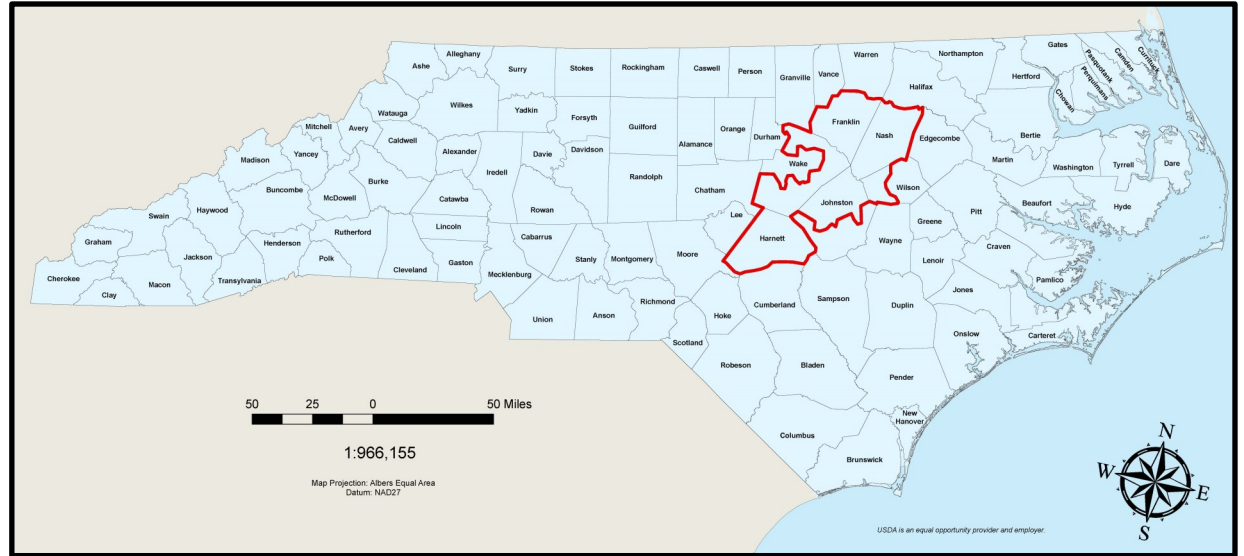 Alleghany
Ashe
Surry
Stokes
Rockingham
Caswell
Person
Granville
Vance
Warren
Northampton
Gates
Pasquotank
Camden
Currituck
Perquimans
Chowan
Hertford
Halifax
Watauga
Wilkes
Yadkin
Forsyth
Guilford
Alamance
Orange
Durham
Franklin
Nash
Edgecombe
Bertie
Mitchell
Avery
Caldwell
Alexander
Davie
Davidson
Iredell
Madison
Yancey
Burke
McDowell
Catawba
Rowan
Randolph
Chatham
Wake
Wilson
Martin
Washington
Tyrrell
Dare
Buncombe
Haywood
Swain
Graham
Rutherford
Lincoln
Cabarrus
Lee
Johnston
Greene
Pitt
Beaufort
Hyde
Henderson
Polk
Cleveland
Gaston
Stanly
Montgomery
Moore
Harnett
Wayne
Lenoir
Craven
Cherokee
Clay
Macon
Jackson
Transylvania
Mecklenburg
Union
Anson
Richmond
Scotland
Hoke
Cumberland
Sampson
Duplin
Jones
Pamlico
Onslow
Carteret
Robeson
Bladen
Pender
New
Hanover
Columbus
Brunswick
50 25 0 50 Miles
1:966,155
Map Projection: Albers Equal Area
Datum: NAD27
N
W
E
S
USDA is an equal opportunity provider and employer.